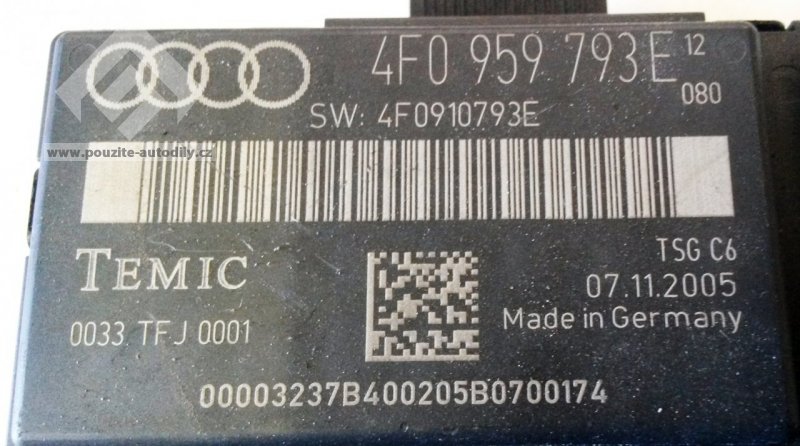 4F0 959 793E 12
080
SW: 4F0910793E
www.pouzite-autodily.cz
TEMIC
TSG C6
07.11.2005
0033 TFJ 0001
Made in Germany
00003237B400205B0700174